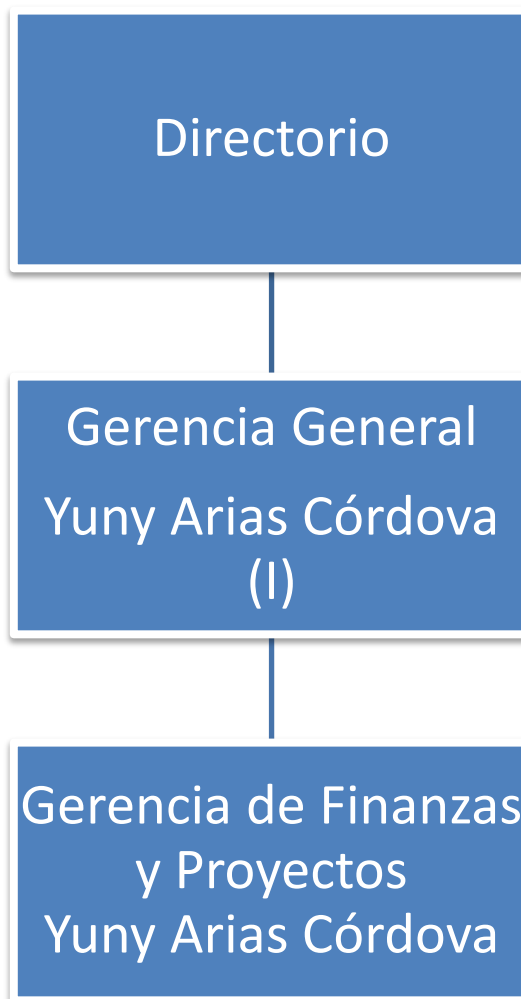 Directorio
Gerencia General
Yuny Arias Córdova
(I)
Gerencia de Finanzas
y Proyectos
Yuny Arias Córdova